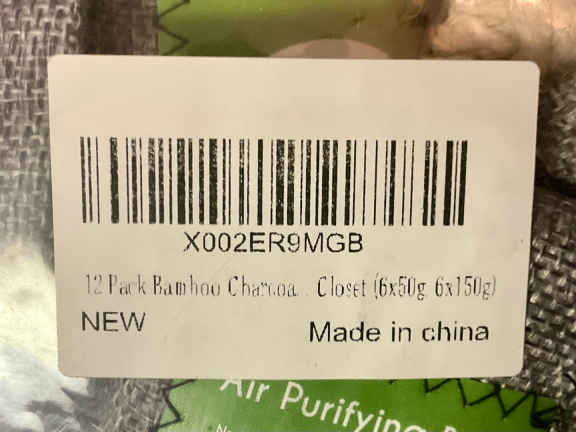 X002ER9MGB
12 Pack Bamboo Charcoa... Closet (6x50g, 6x150g)
NEW
Made in china
Air Purifying